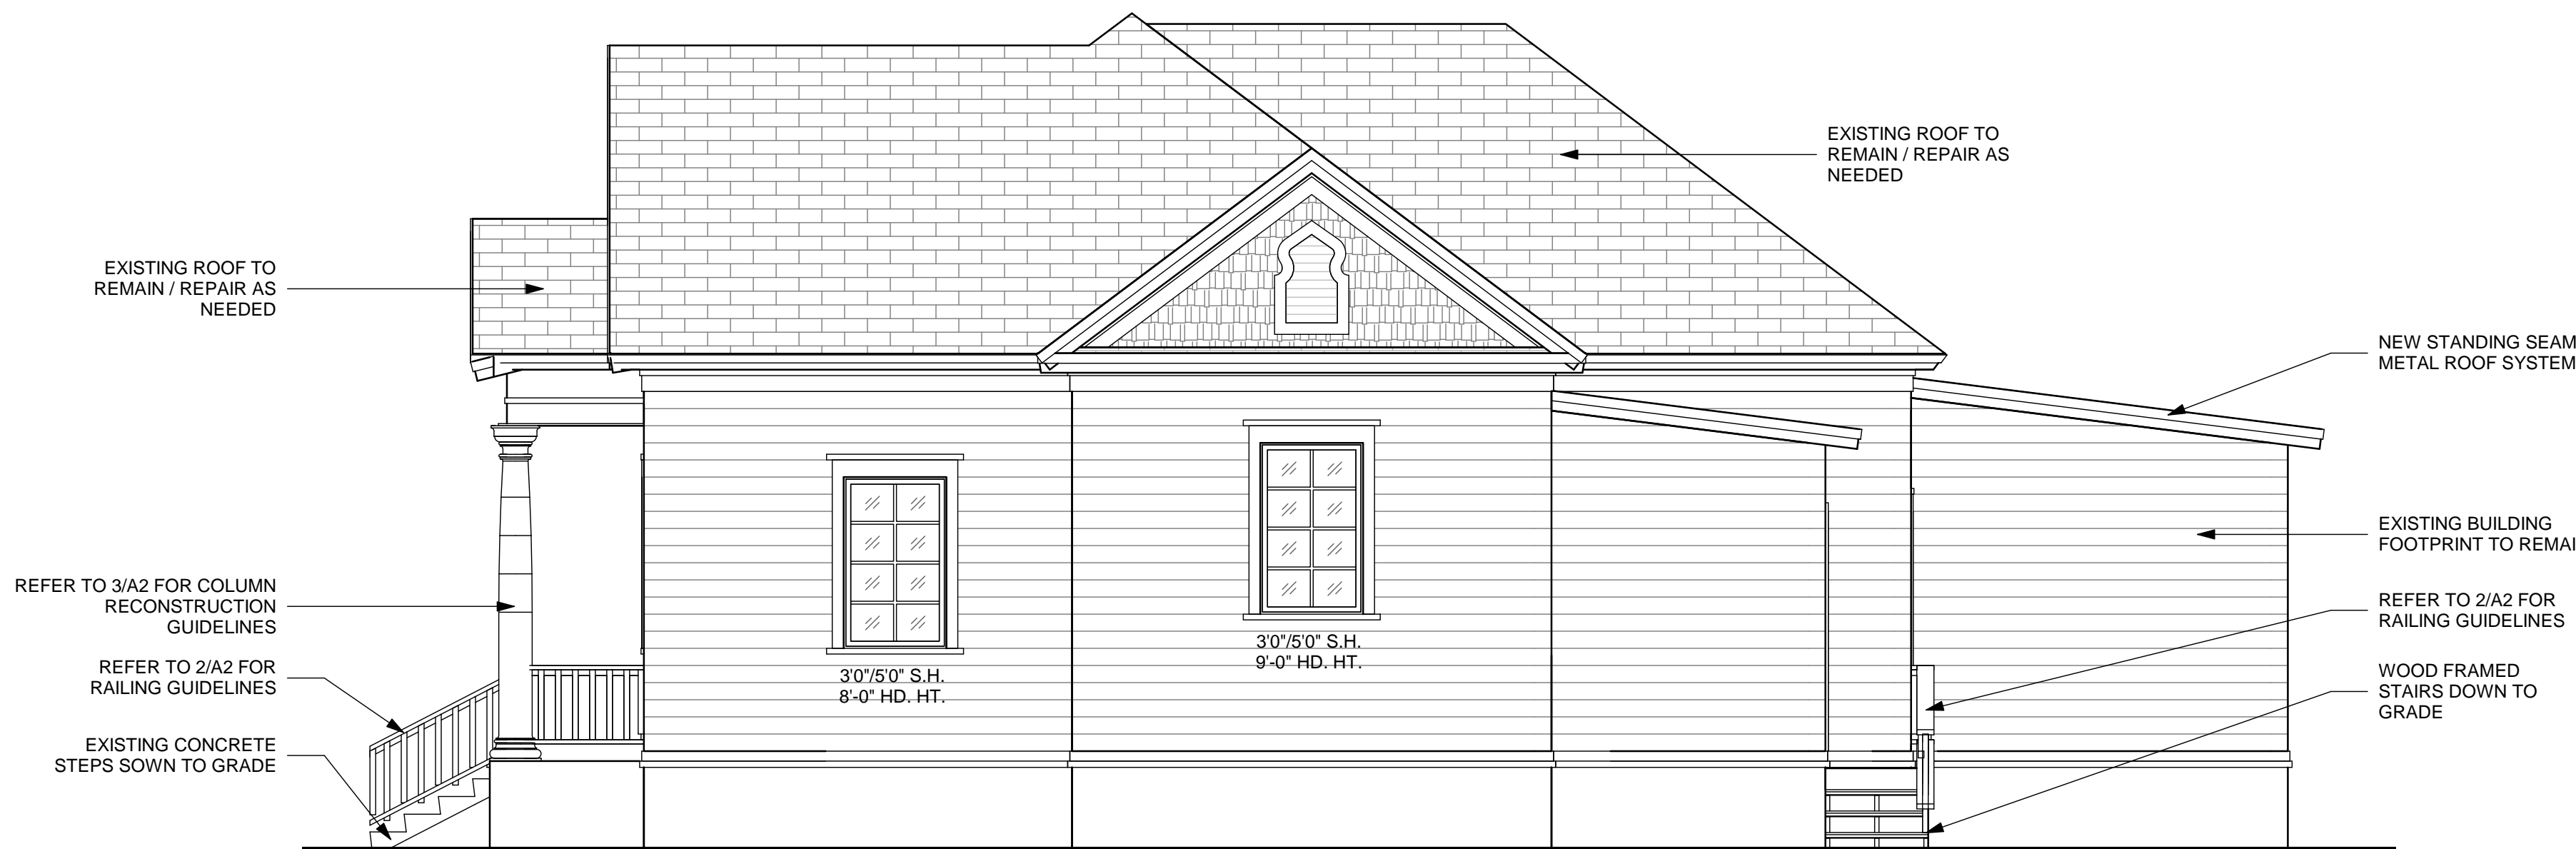 EXISTING ROOF TO
REMAIN / REPAIR AS
NEEDED
EXISTING ROOF TO
REMAIN / REPAIR AS
NEEDED
NEW STANDING SEAM
METAL ROOF SYSTEM
EXISTING BUILDING
FOOTPRINT TO REMAI
REFER TO 3/A2 FOR COLUMN
RECONSTRUCTION
GUIDELINES
REFER TO 2/A2 FOR
RAILING GUIDELINES
3'0"/5'0" S.H.
9'-0" HD. HT.
REFER TO 2/A2 FOR
RAILING GUIDELINES
3'0"/5'0" S.H.
8'-0" HD. HT.
WOOD FRAMED
STAIRS DOWN TO
GRADE
EXISTING CONCRETE
STEPS SOWN TO GRADE